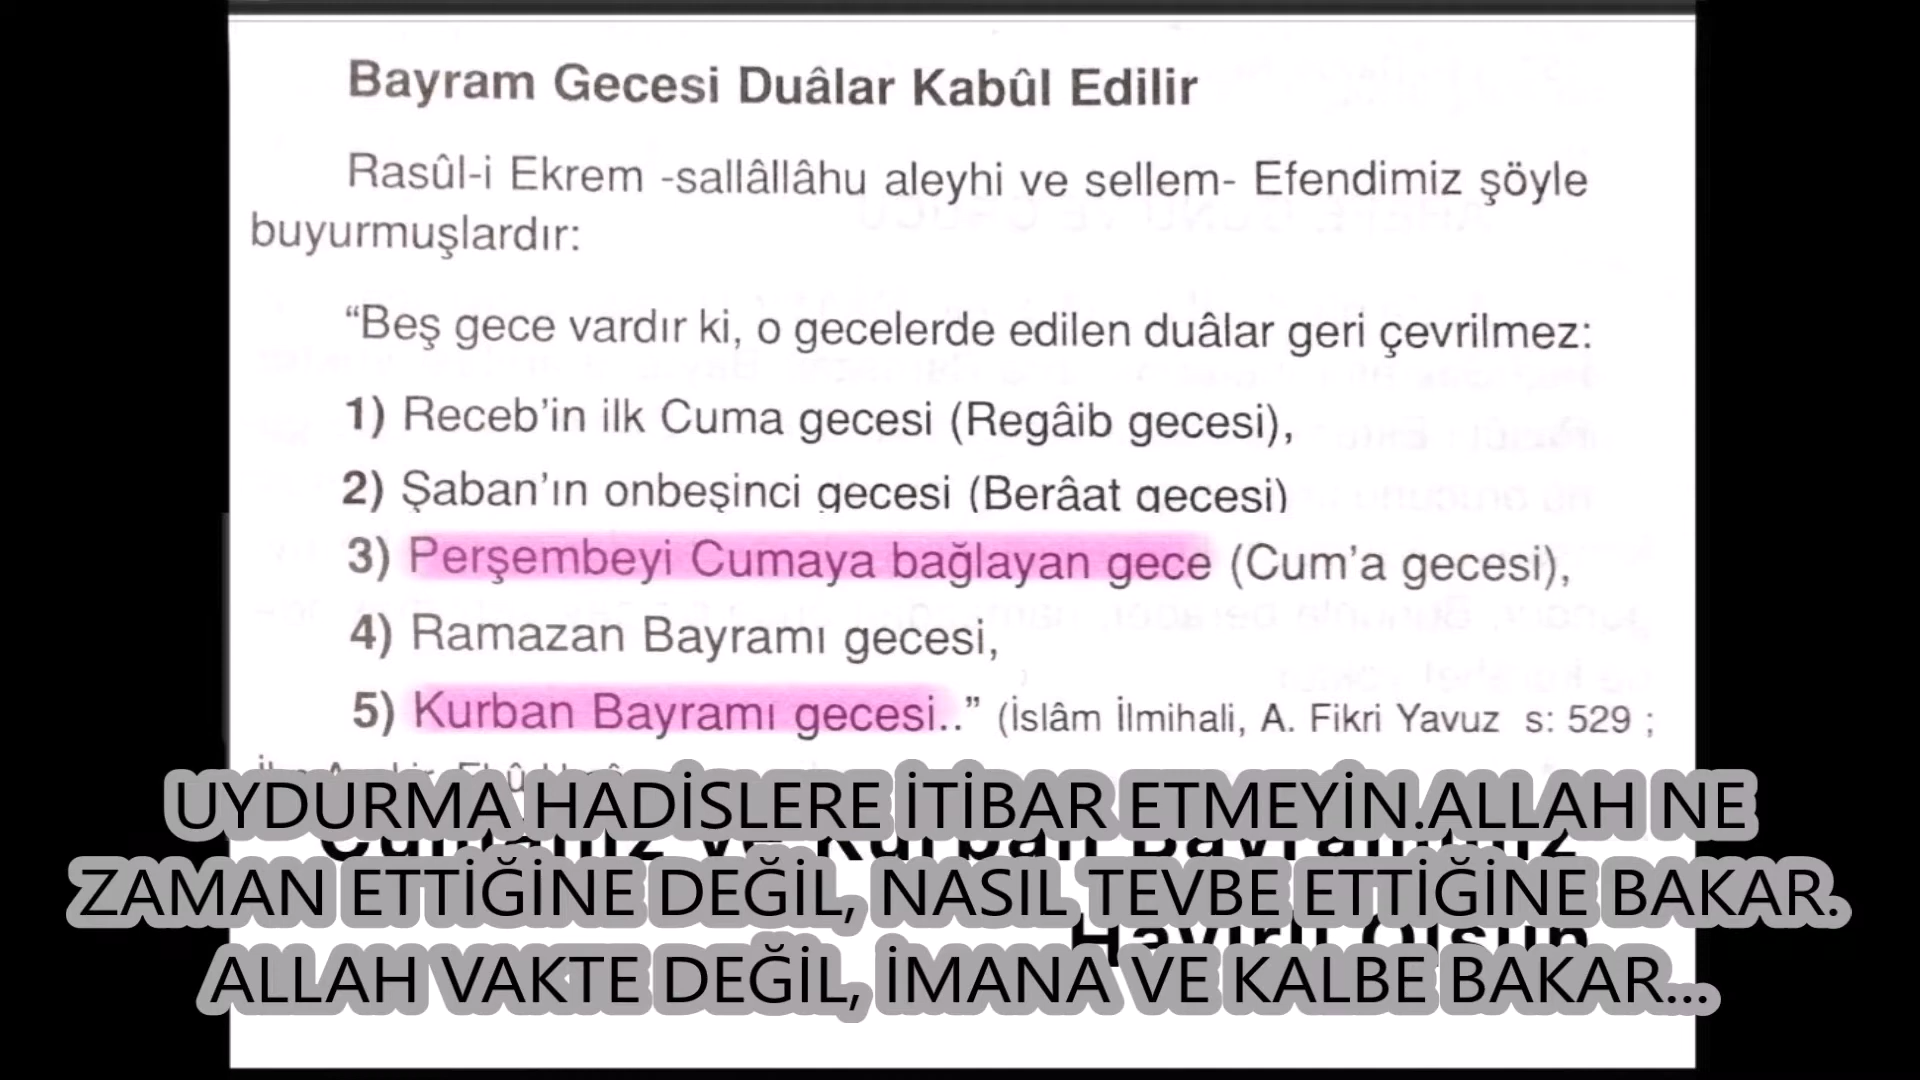 Bayram Gecesi Duâlar Kabûl Edilir
Rasûl-i Ekrem -sallâllâhu aleyhi ve sellem- Efendimiz şöyle
buyurmuşlardır:
“Beş gece vardır ki, o gecelerde edilen duâlar geri çevrilmez:
1) Receb’in ilk Cuma gecesi (Regâib gecesi),
2) Şaban’ın onbeşinci gecesi (Berâat gecesi)
3) Perşembeyi Cumaya bağlayan gece (Cum’a gecesi),
4) Ramazan Bayramı gecesi,
5) Kurban Bayramı gecesi..” (İslâm İlmihali, A. Fikri Yavuz s: 529 ;
UYDURMA HADİSLERE İTİBAR ETMEYİN.ALLAH NE
ve Kurban
ZAMAN ETTİĞİNE DEĞİL, NASIL TEVBE ETTİĞİNE BAKAR.
Hayırlı Olsun
ALLAH VAKTE DEĞİL, İMANA VE KALBE BAKAR...